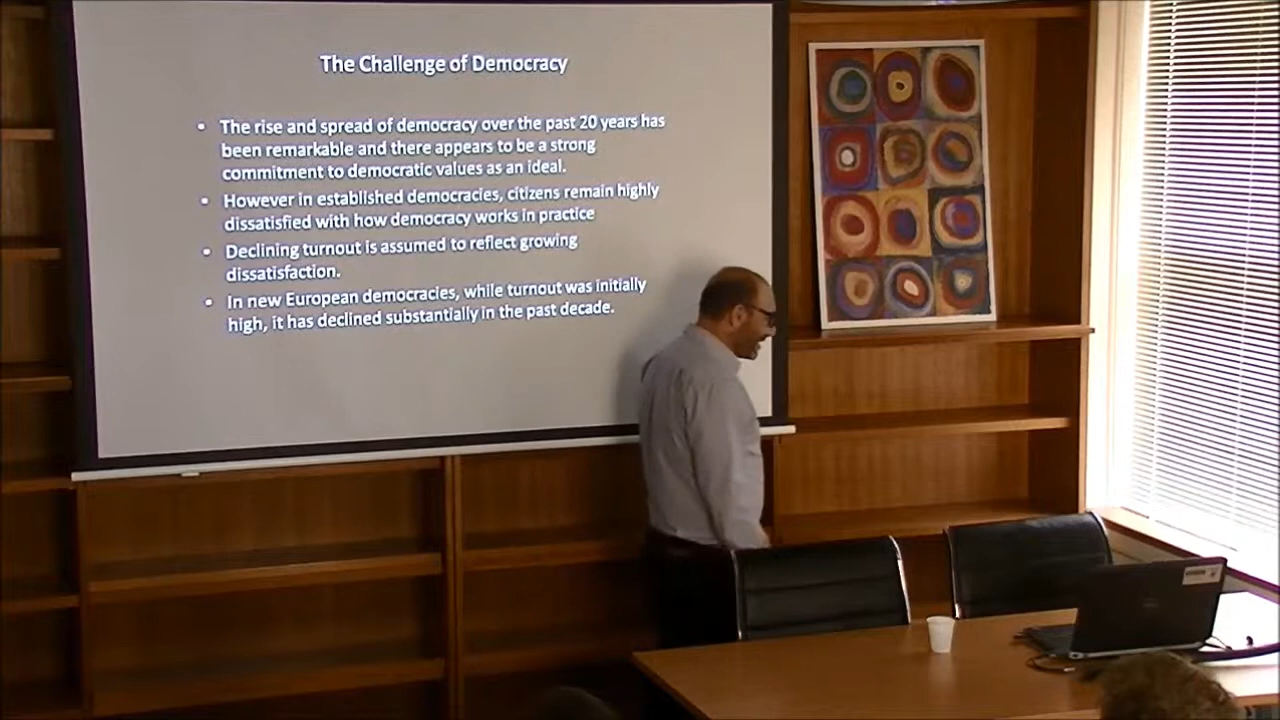 The Challenge of Democracy
• The rise and spread of democracy over the past 20 years has
been remarkable and there appears to be a strong
commitment to democratic values as an ideal.
• However in established democracies, citizens remain highly
dissatisfied with how democracy works in practice
• Declining turnout is assumed to reflect growing
dissatisfaction.
• In new European democracies, while turnout was initially
high, it has declined substantially in the past decade.